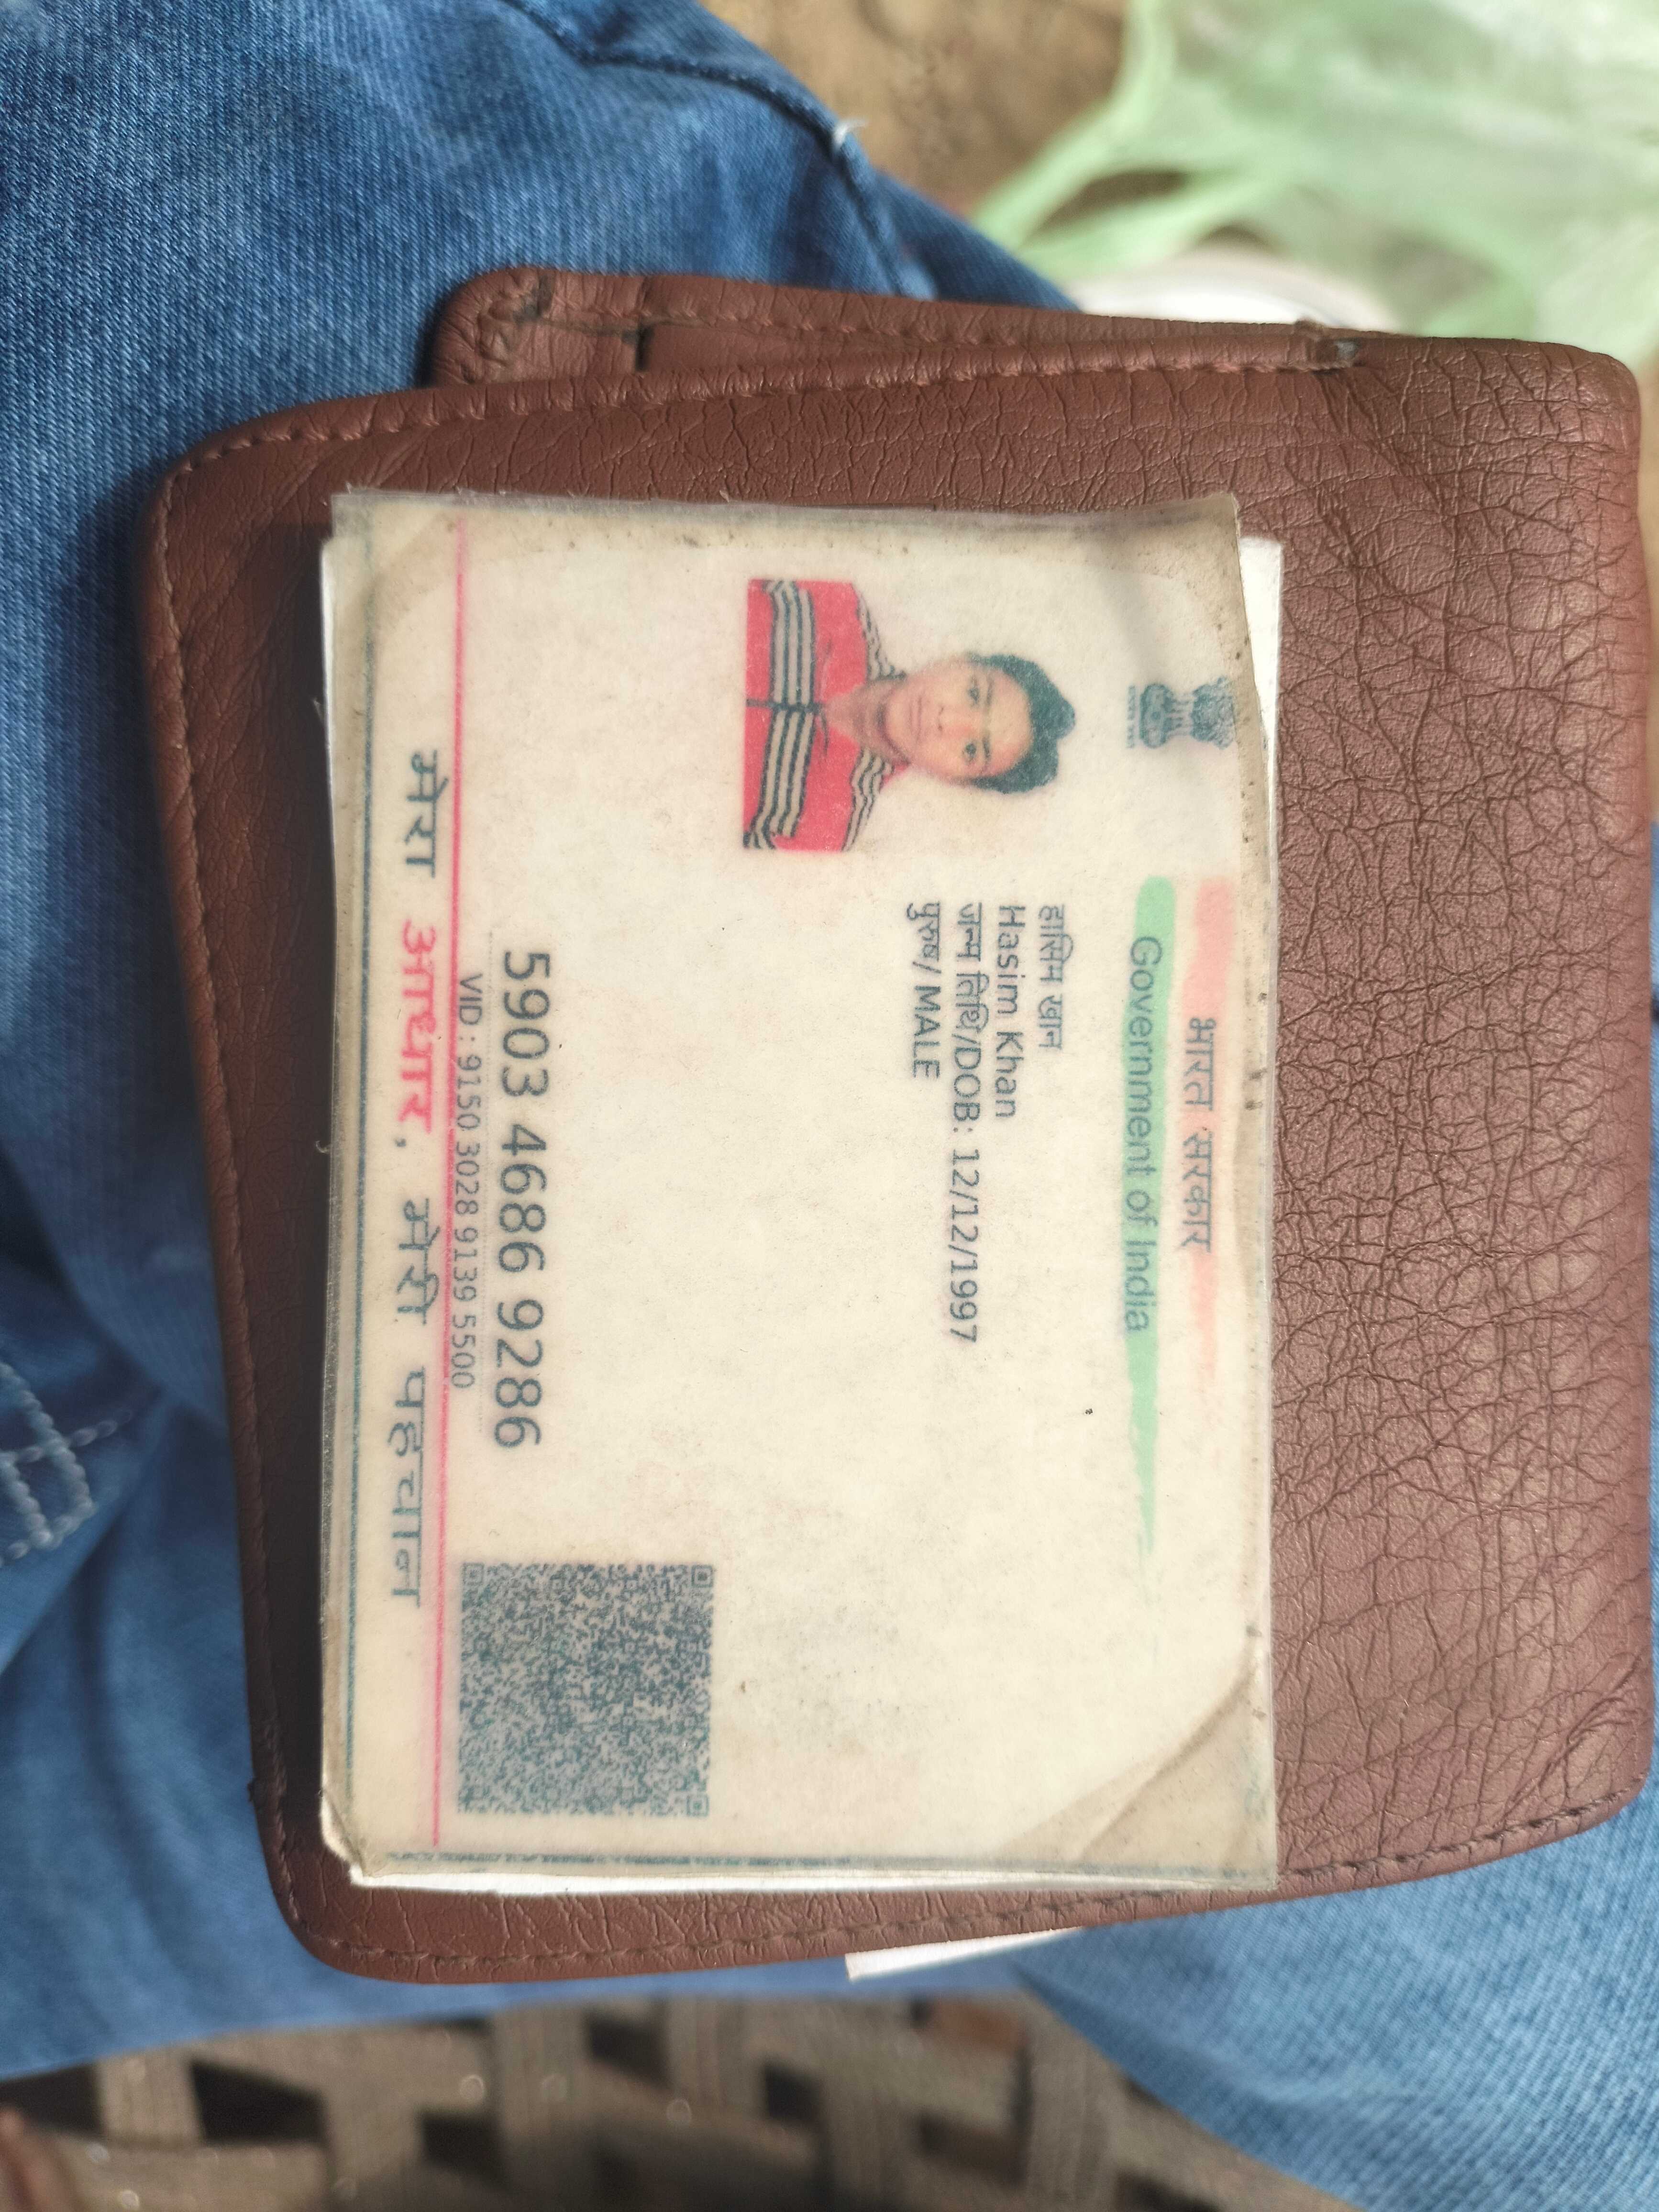 भारत सरकार
Government of India
हासिम खान
Hasim Khan
जन्म तिथि/DOB: 12/12/1997
पुरुष/ MALE
5903 4686 9286
VID : 9150 3028 9139 5500
मेरा आधार, मेरी पहचान